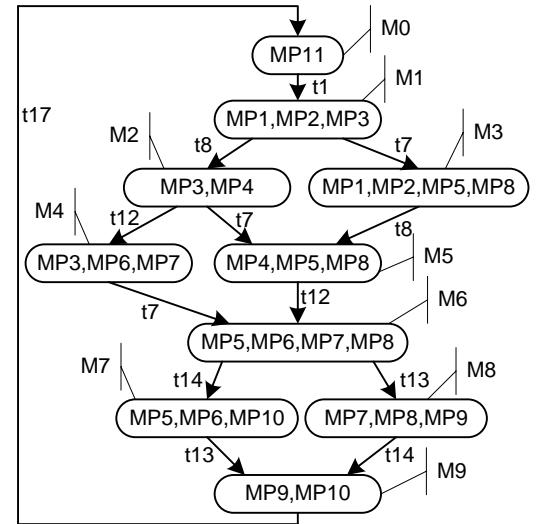 M0
MP11
t1
M1
t17
MP1,MP2,MP3
M2
t8
t7
M3
MP3,MP4
MP1,MP2,MP5,MP8
M4
t12
t7
t8
MP3,MP6,MP7
MP4,MP5,MP8
M5
t12
M6
t7
MP5,MP6,MP7,MP8
M7
t14
t13
M8
MP5,MP6,MP10
MP7,MP8,MP9
t13
t14
M9
MP9,MP10